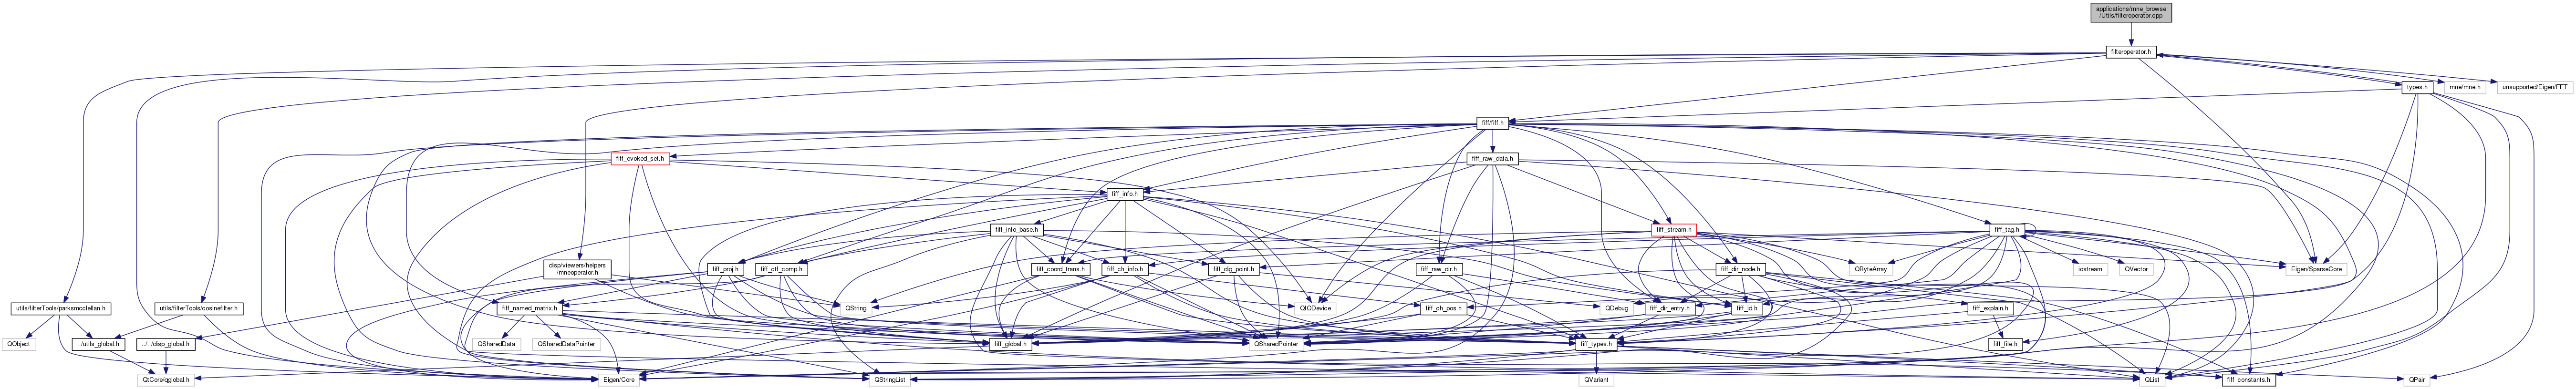 applications/mne_browse
/Utils/filteroperator.cpp
filteroperator.h
types.h
mne/mne.h
unsupported/Eigen/FFT
fiff/fiff.h
fiff_evoked_set.h
fiff_raw_data.h
fiff_info.h
fiff_info_base.h
fiff_stream.h
fiff_tag.h
disp/viewers/helpers
/mneoperator.h
fiff_proj.h
fiff_ctf_comp.h
fiff_coord_trans.h
fiff_ch_info.h
fiff_dig_point.h
fiff_raw_dir.h
fiff_dir_node.h
QByteArray
iostream
QVector
Eigen/SparseCore
utils/filterTools/parksmcclellan.h
utils/filterTools/cosinefilter.h
fiff_named_matrix.h
QString
QIODevice
fiff_ch_pos.h
QDebug
fiff_dir_entry.h
fiff_id.h
fiff_explain.h
QObject
../utils_global.h
../../disp_global.h
QSharedData
QSharedDataPointer
fiff_global.h
QSharedPointer
fiff_types.h
fiff_file.h
QtCore/qglobal.h
Eigen/Core
QStringList
QVariant
QList
fiff_constants.h
QPair